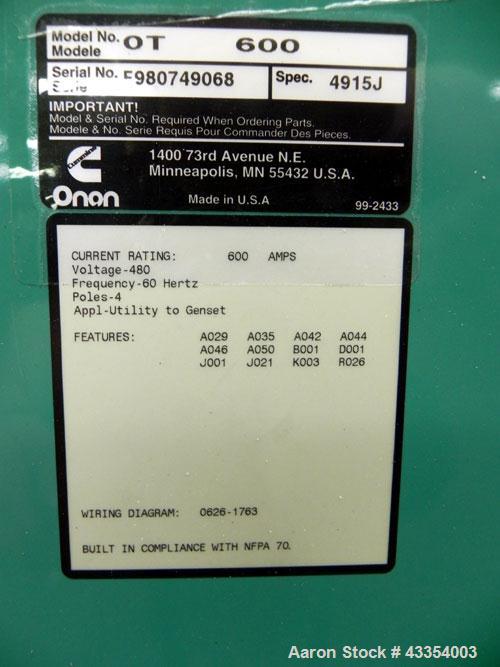 Model No. OT 600
Modele
Serial No. F980749068 Spec. 4915J
Serie
IMPORTANT!
Model & Serial No. Required When Ordering Parts.
Modele & No. Serie Requis Pour Commander Des Pieces.
Cummins
1400 73rd Avenue N.E.
Minneapolis, MN 55432 U.S.A.
Onan
Made in U.S.A
99-2433
CURRENT RATING: 600 AMPS
Voltage-480
Frequency-60 Hertz
Poles-4
Appl-Utility to Genset
FEATURES: A029 A035 A042 A044
A046 A050 B001 D001
J001 J021 K003 R026
WIRING DIAGRAM: 0626-1763
BUILT IN COMPLIANCE WITH NFPA 70.
Aaron Stock # 43354003